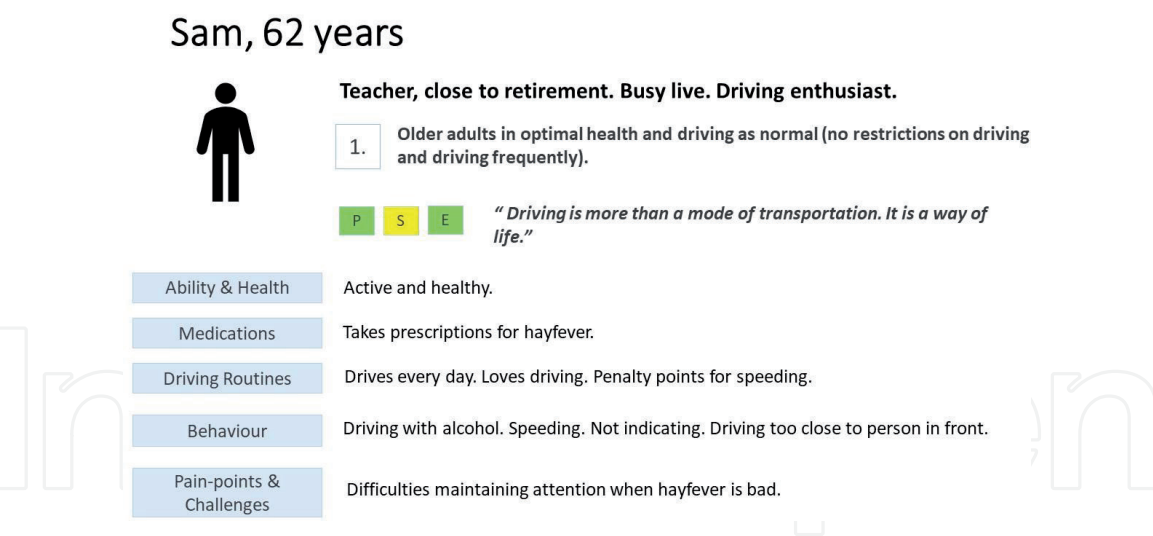 Sam, 62 years
Teacher, close to retirement. Busy live. Driving enthusiast.
1.
Older adults in optimal health and driving as normal (no restrictions on driving
and driving frequently).
P S E
“ Driving is more than a mode of transportation. It is a way of
life.”
Ability & Health
Active and healthy.
Medications
Takes prescriptions for hayfever.
Driving Routines
Drives every day. Loves driving. Penalty points for speeding.
Behaviour
Driving with alcohol. Speeding. Not indicating. Driving too close to person in front.
Pain-points &
Challenges
Difficulties maintaining attention when hayfever is bad.